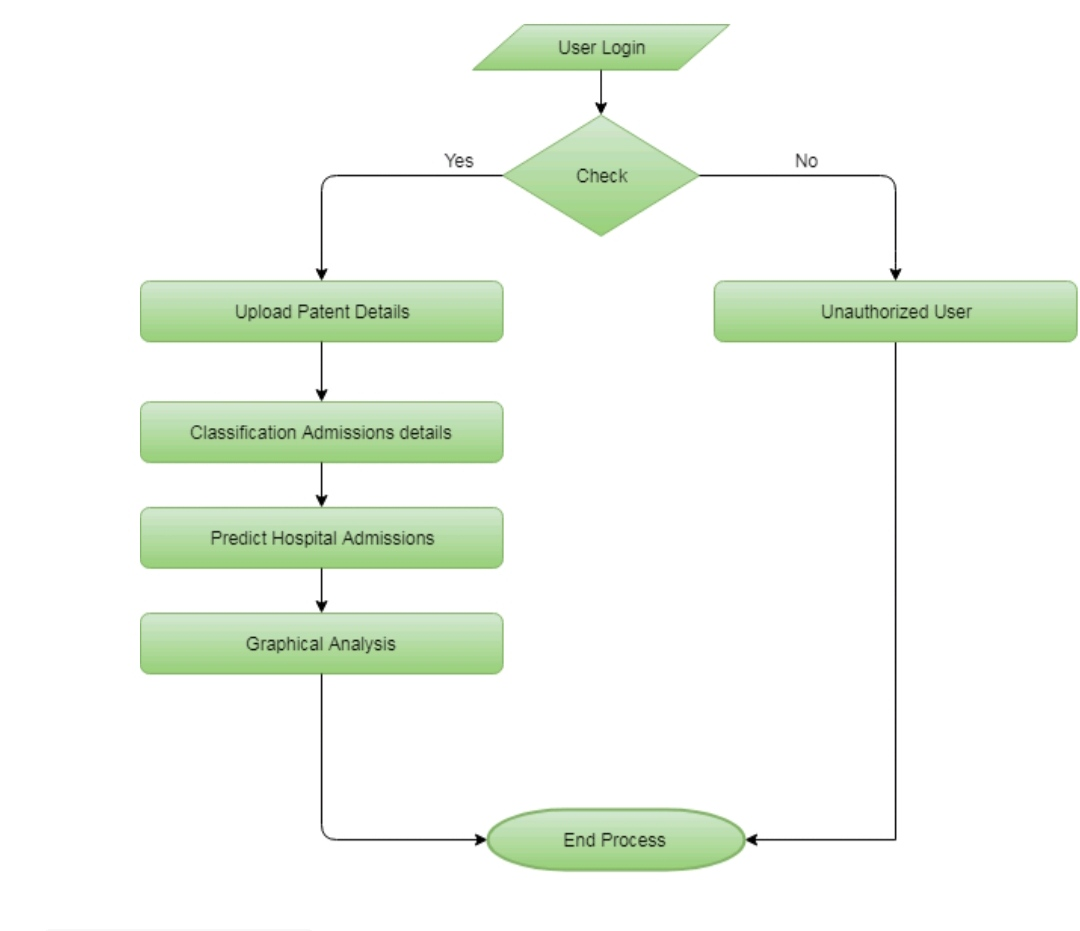 User Login
Check
Yes
No
Upload Patent Details
Unauthorized User
Classification Admissions details
Predict Hospital Admissions
Graphical Analysis
End Process